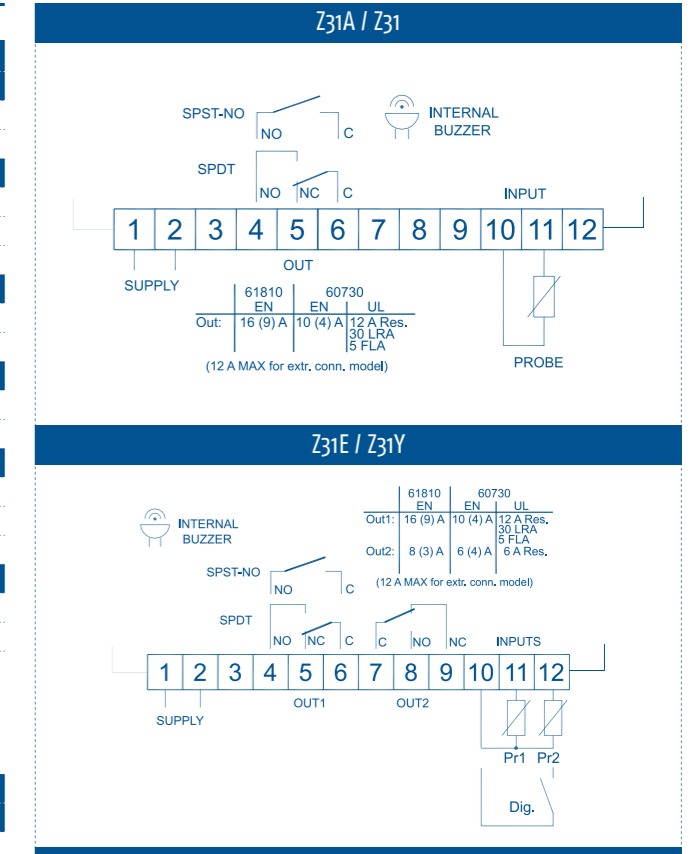 Z31A / Z31
SPST-NO
NO
C
INTERNAL
BUZZER
SPDT
NO NC C
INPUT
1 2 3 4 5 6 7 8 9 10 11 12
SUPPLY
OUT
61810 60730
EN EN UL
Out: 16 (9) A 10 (4) A 12 A Res.
30 LRA
5 FLA
(12 A MAX for extr. conn. model)
PROBE
Z31E / Z31Y
INTERNAL
BUZZER
61810 60730
EN EN UL
Out1: 16 (9) A 10 (4) A 12 A Res.
30 LRA
5 FLA
Out2: 8 (3) A 6 (4) A 6 A Res.
(12 A MAX for extr. conn. model)
SPST-NO
NO
C
SPDT
NO NC C C NO NC
INPUTS
1 2 3 4 5 6 7 8 9 10 11 12
SUPPLY
OUT1
OUT2
Pr1 Pr2
Dig.